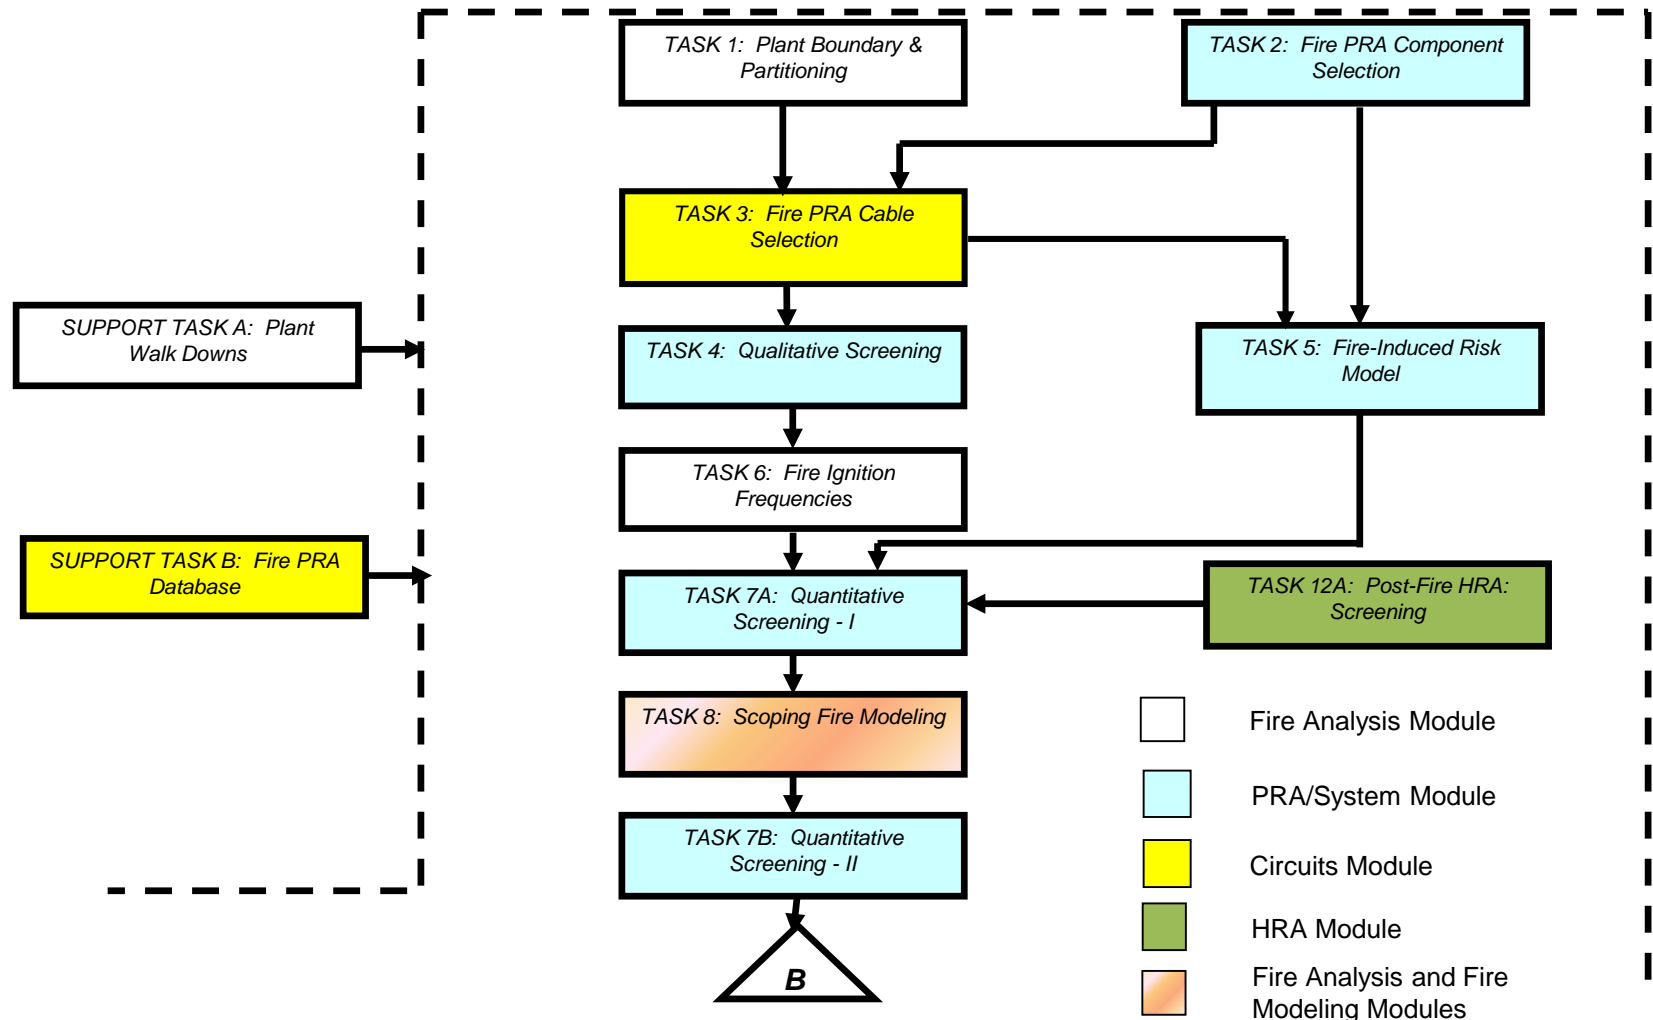 TASK 1: Plant Boundary &
Partitioning
TASK 2: Fire PRA Component
Selection
TASK 3: Fire PRA Cable
Selection
SUPPORT TASK A: Plant
Walk Downs
TASK 4: Qualitative Screening
TASK 5: Fire-Induced Risk
Model
TASK 6: Fire Ignition
Frequencies
SUPPORT TASK B: Fire PRA
Database
TASK 7A: Quantitative
Screening - I
TASK 12A: Post-Fire HRA:
Screening
TASK 8: Scoping Fire Modeling
TASK 7B: Quantitative
Screening - II
B
Fire Analysis Module
PRA/System Module
Circuits Module
HRA Module
Fire Analysis and Fire
Modeling Modules